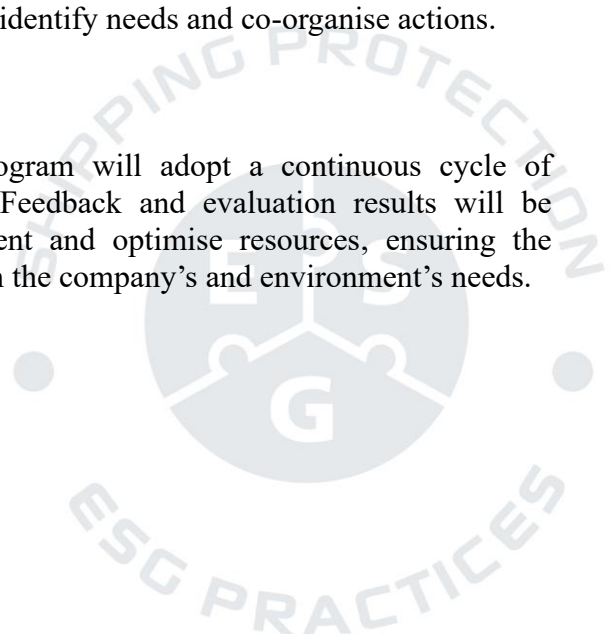 identify needs and co-organise actions.
SHIPPING PROTECTION
ogram will adopt a continuous cycle of
Feedback and evaluation results will be
ent and optimise resources, ensuring the
the company's and environment's needs.
E S
G
ESG PRACTICES